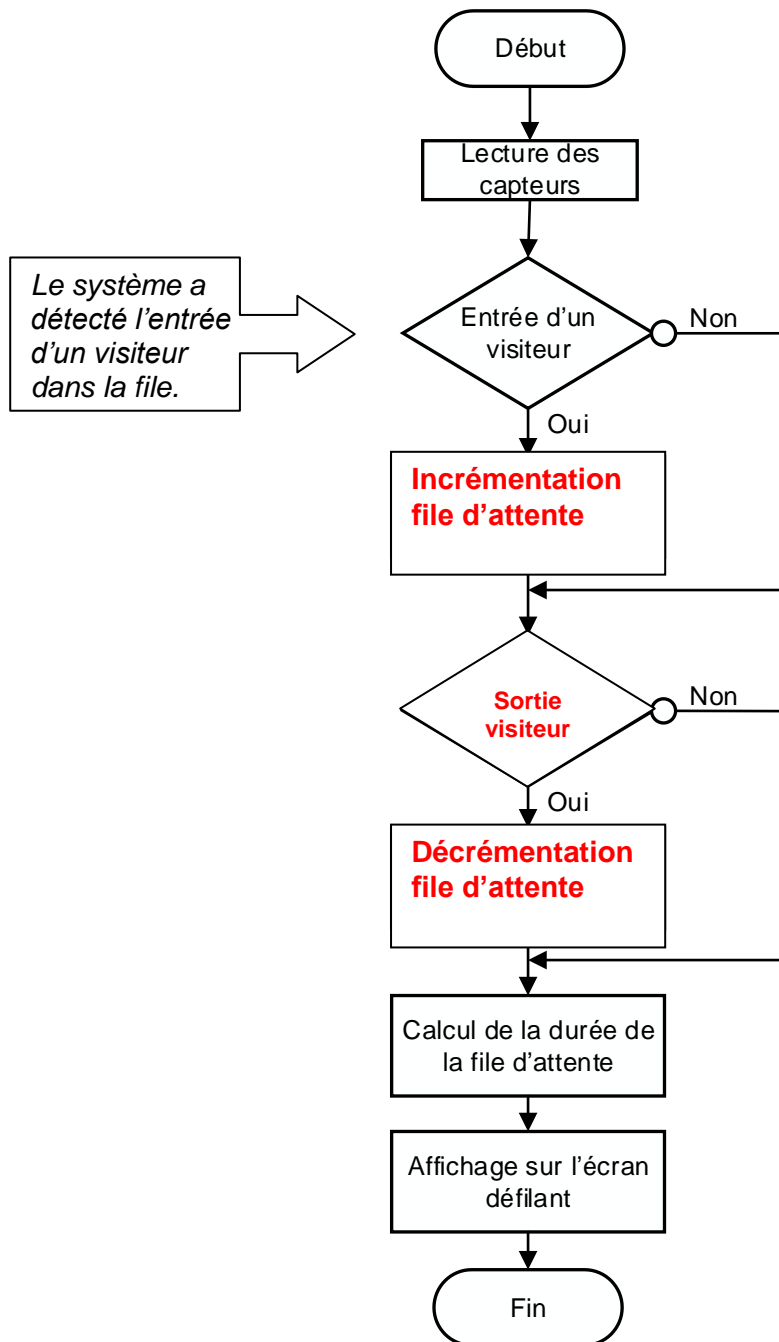 Début
Lecture des
capteurs
Le système a
détecté l'entrée
d'un visiteur
dans la file.
Entrée d'un
visiteur
Non
Oui
Incrémentation
file d'attente
Sortie
visiteur
Non
Oui
Décrémentation
file d'attente
Calcul de la durée de
la file d'attente
Affichage sur l'écran
défilant
Fin